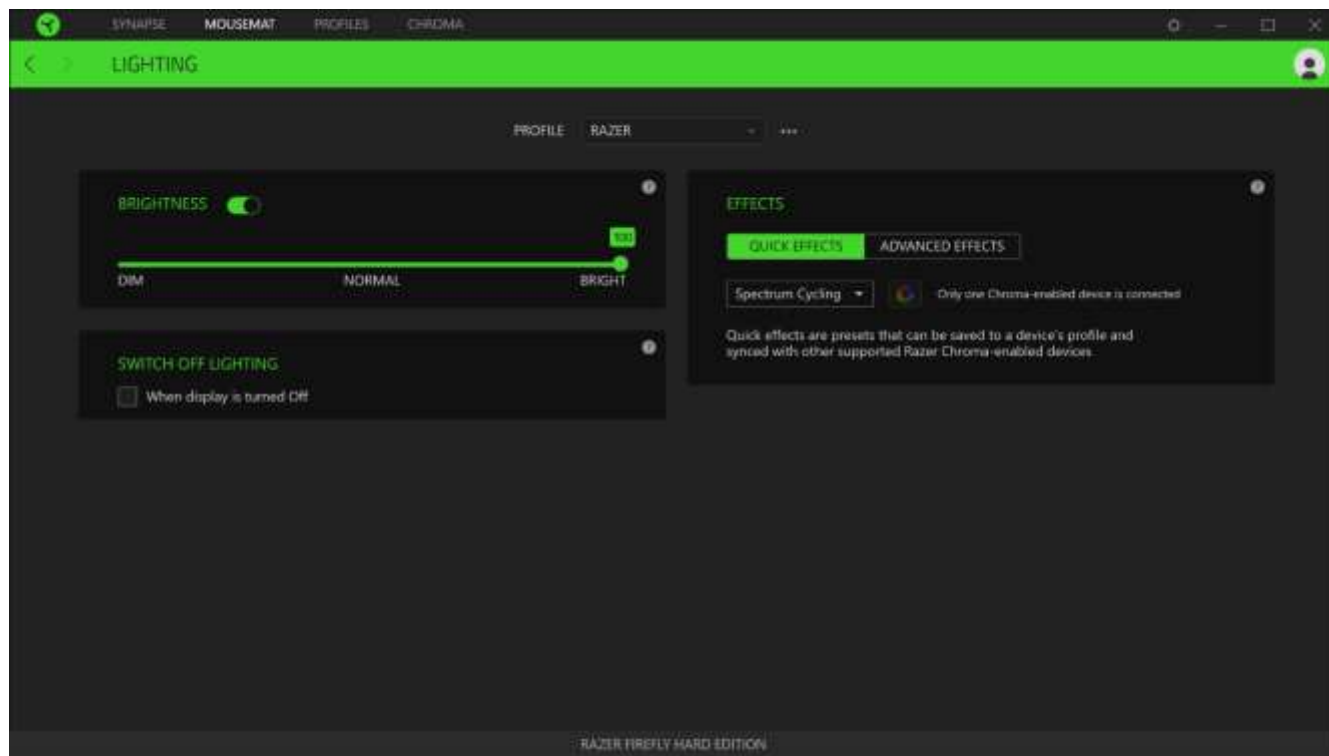 SYNAPSE MOUSEMAT PROFILES CHROMA
LIGHTING
PROFILE RAZER
BRIGHTNESS
100
DIM NORMAL BRIGHT
SWITCH OFF LIGHTING
When display is turned Off
EFFECTS
QUICK EFFECTS ADVANCED EFFECTS
Spectrum Cycling Only one Chroma-enabled device is connected
Quick effects are presets that can be saved to a device's profile and
synced with other supported Razer Chroma-enabled devices.
RAZER FIREFLY HARD EDITION